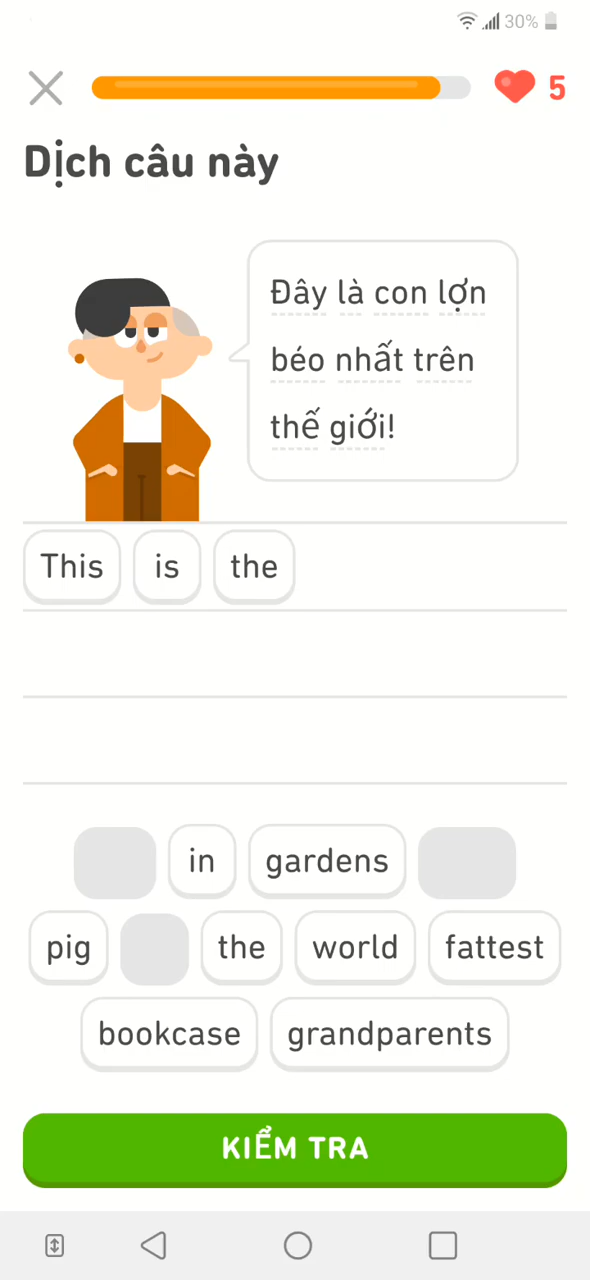 30%
5
Dịch câu này
Đây là con lợn
béo nhất trên
thế giới!
This is the
in gardens
pig the world fattest
bookcase grandparents
KIỂM TRA